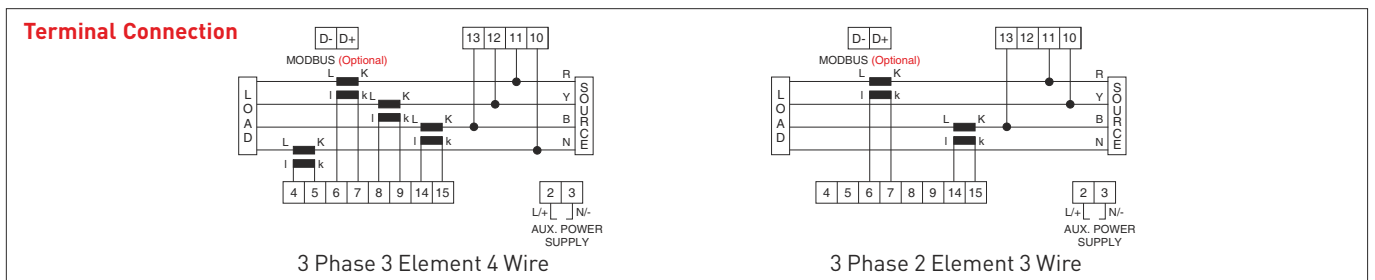 Terminal Connection
D- D+
MODBUS (Optional)
13 12 11 10
L K
l k
L K
l k
L K
l k
L K
l k
LOAD
R
Y
B
N
SOURCE
4 5 6 7 8 9 14 15
2 3
L/+ N/-
AUX. POWER
SUPPLY
3 Phase 3 Element 4 Wire
D- D+
MODBUS (Optional)
13 12 11 10
L K
l k
L K
l k
LOAD
R
Y
B
N
SOURCE
4 5 6 7 8 9 14 15
2 3
L/+ N/-
AUX. POWER
SUPPLY
3 Phase 2 Element 3 Wire